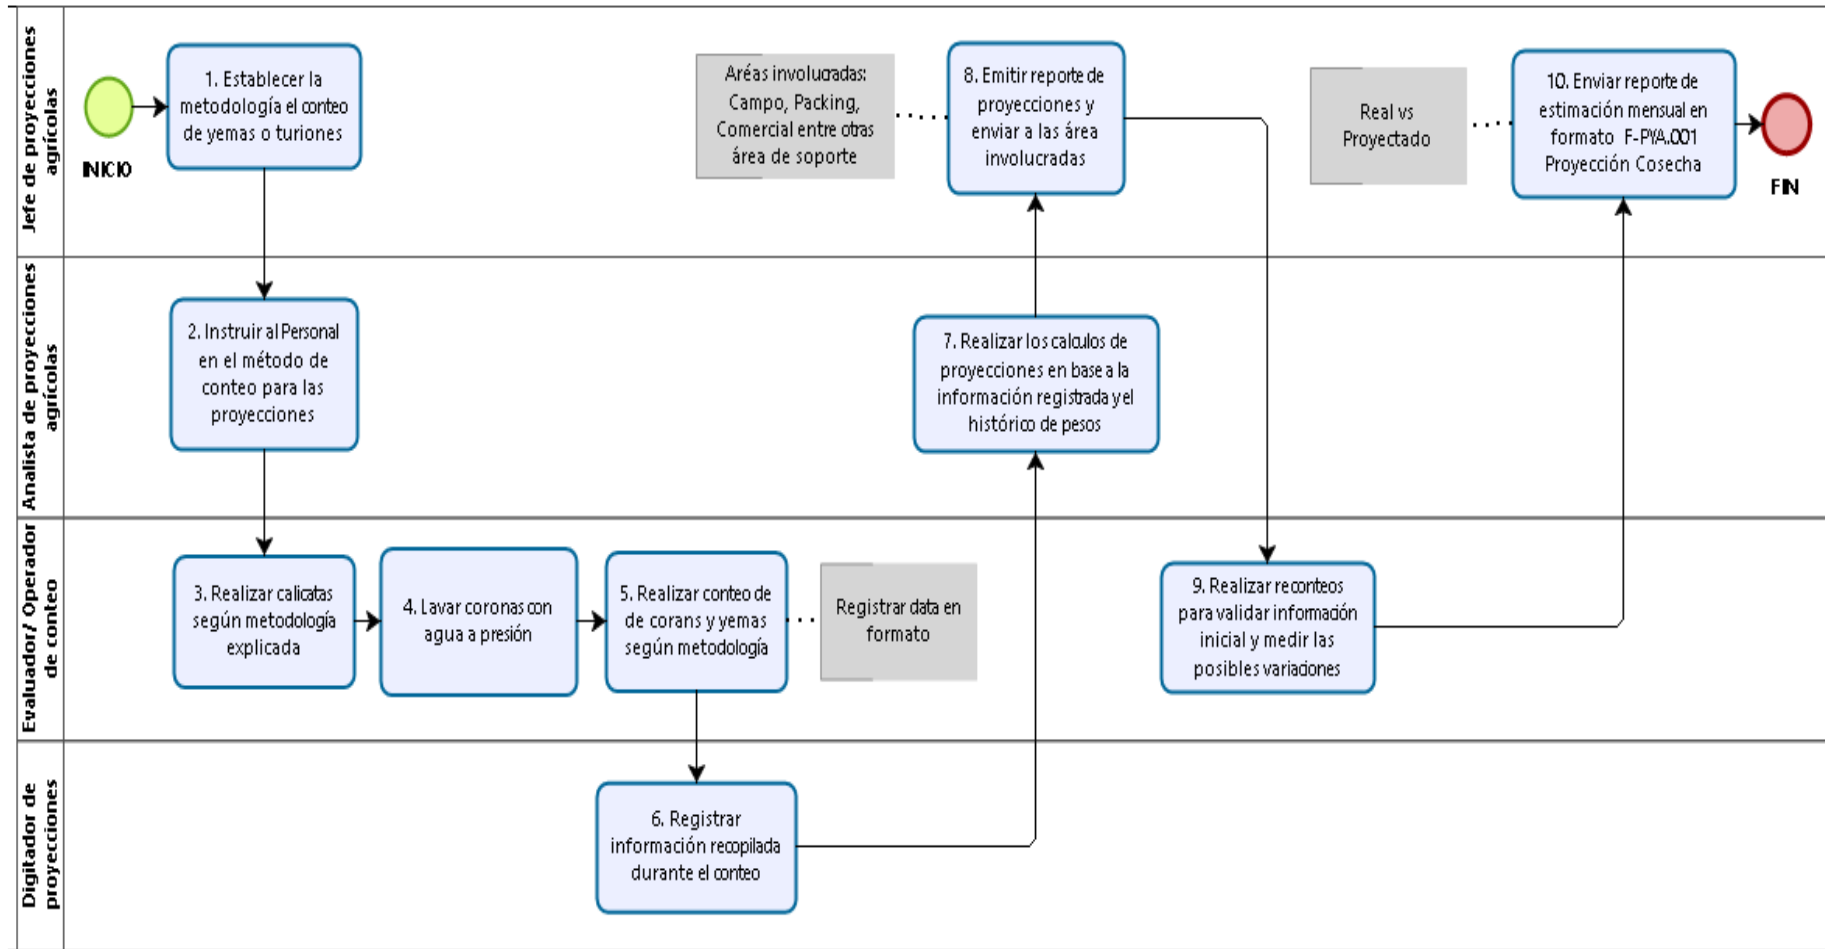 Jefe de proyecciones
agrícolas
INICIO
1. Establecer la
metodología el conteo
de yemas o turiones
Aréas involucradas:
Campo, Packing,
Comercial entre otras
área de soporte
8. Emitir reporte de
proyecciones y
enviar a las área
involucradas
Real vs
Proyectado
10. Enviar reporte de
estimación mensual en
formato F-PYA.001
Proyección Cosecha
FIN
Analista de proyecciones
agrícolas
2. Instruir al Personal
en el método de
conteo para las
proyecciones
7. Realizar los calculos de
proyecciones en base a la
información registrada y el
histórico de pesos
Evaluador/ Operador
de conteo
3. Realizar calicatas
según metodología
explicada
4. Lavar coronas con
agua a presión
5. Realizar conteo de
de corans y yemas
según metodología
Registrar data en
formato
9. Realizar reconteos
para validar información
inicial y medir las
posibles variaciones
Digitador de
proyecciones
6. Registrar
información recopilada
durante el conteo